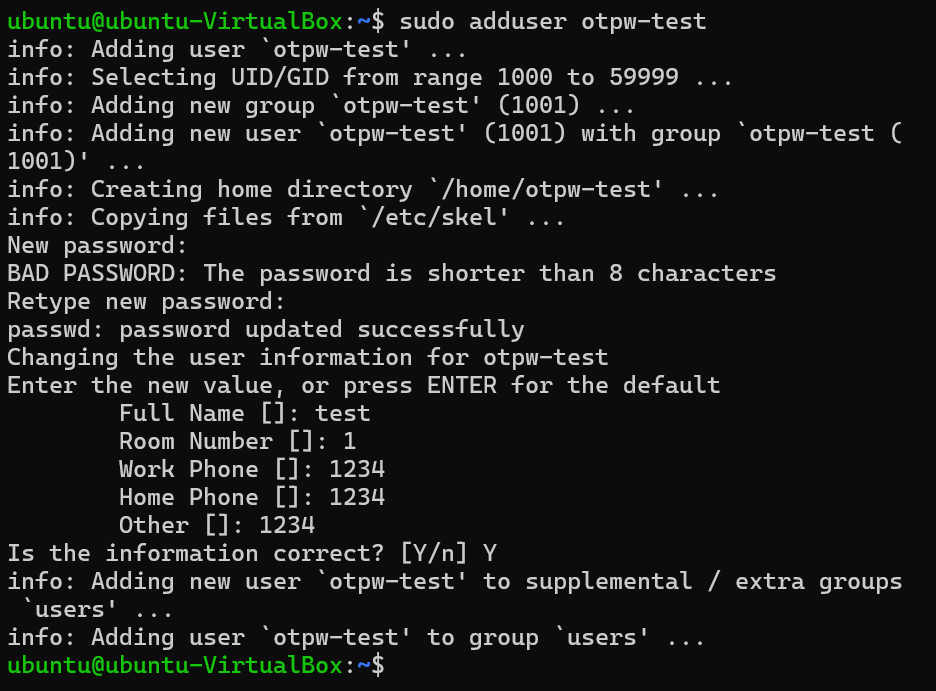 ubuntu@ubuntu-VirtualBox:~$ sudo adduser otpw-test
info: Adding user `otpw-test' ...
info: Selecting UID/GID from range 1000 to 59999 ...
info: Adding new group `otpw-test' (1001) ...
info: Adding new user `otpw-test' (1001) with group `otpw-test (
1001)' ...
info: Creating home directory `/home/otpw-test' ...
info: Copying files from `/etc/skel' ...
New password:
BAD PASSWORD: The password is shorter than 8 characters
Retype new password:
passwd: password updated successfully
Changing the user information for otpw-test
Enter the new value, or press ENTER for the default
        Full Name []: test
        Room Number []: 1
        Work Phone []: 1234
        Home Phone []: 1234
        Other []: 1234
Is the information correct? [Y/n] Y
info: Adding new user `otpw-test' to supplemental / extra groups
 `users' ...
info: Adding user `otpw-test' to group `users' ...
ubuntu@ubuntu-VirtualBox:~$